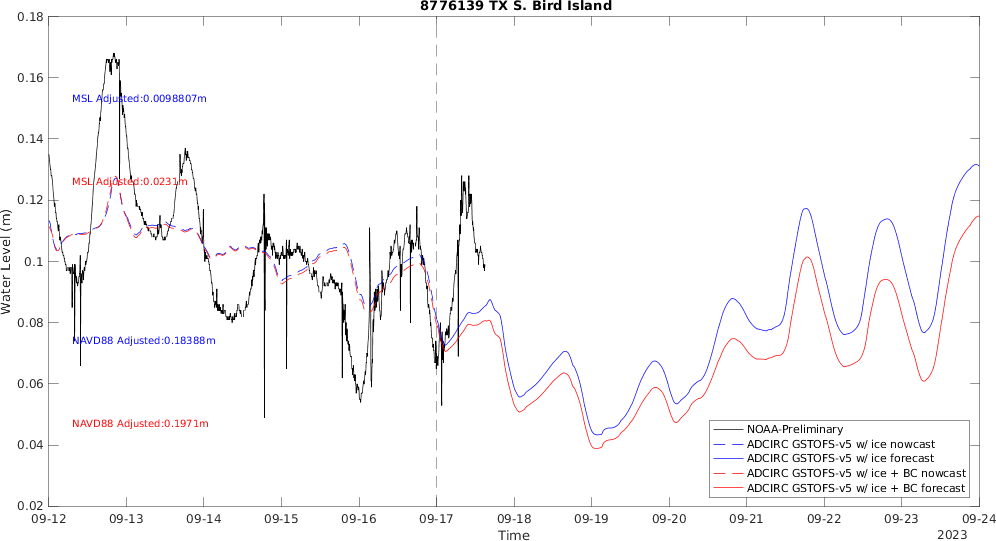 8776139 TX S. Bird Island
0.18
0.16
MSL Adjusted:0.0098807m
0.14
MSL Adjusted:0.0231m
0.12
Water Level (m)
0.1
0.08
NAVD88 Adjusted:0.18388m
0.06
NAVD88 Adjusted:0.1971m
0.04
0.02
NOAA-Preliminary
ADCIRC GSTOFS-v5 w/ ice nowcast
ADCIRC GSTOFS-v5 w/ ice forecast
ADCIRC GSTOFS-v5 w/ ice + BC nowcast
ADCIRC GSTOFS-v5 w/ ice + BC forecast
09-12 09-13 09-14 09-15 09-16 09-17 09-18 09-19 09-20 09-21 09-22 09-23 09-24
Time
2023